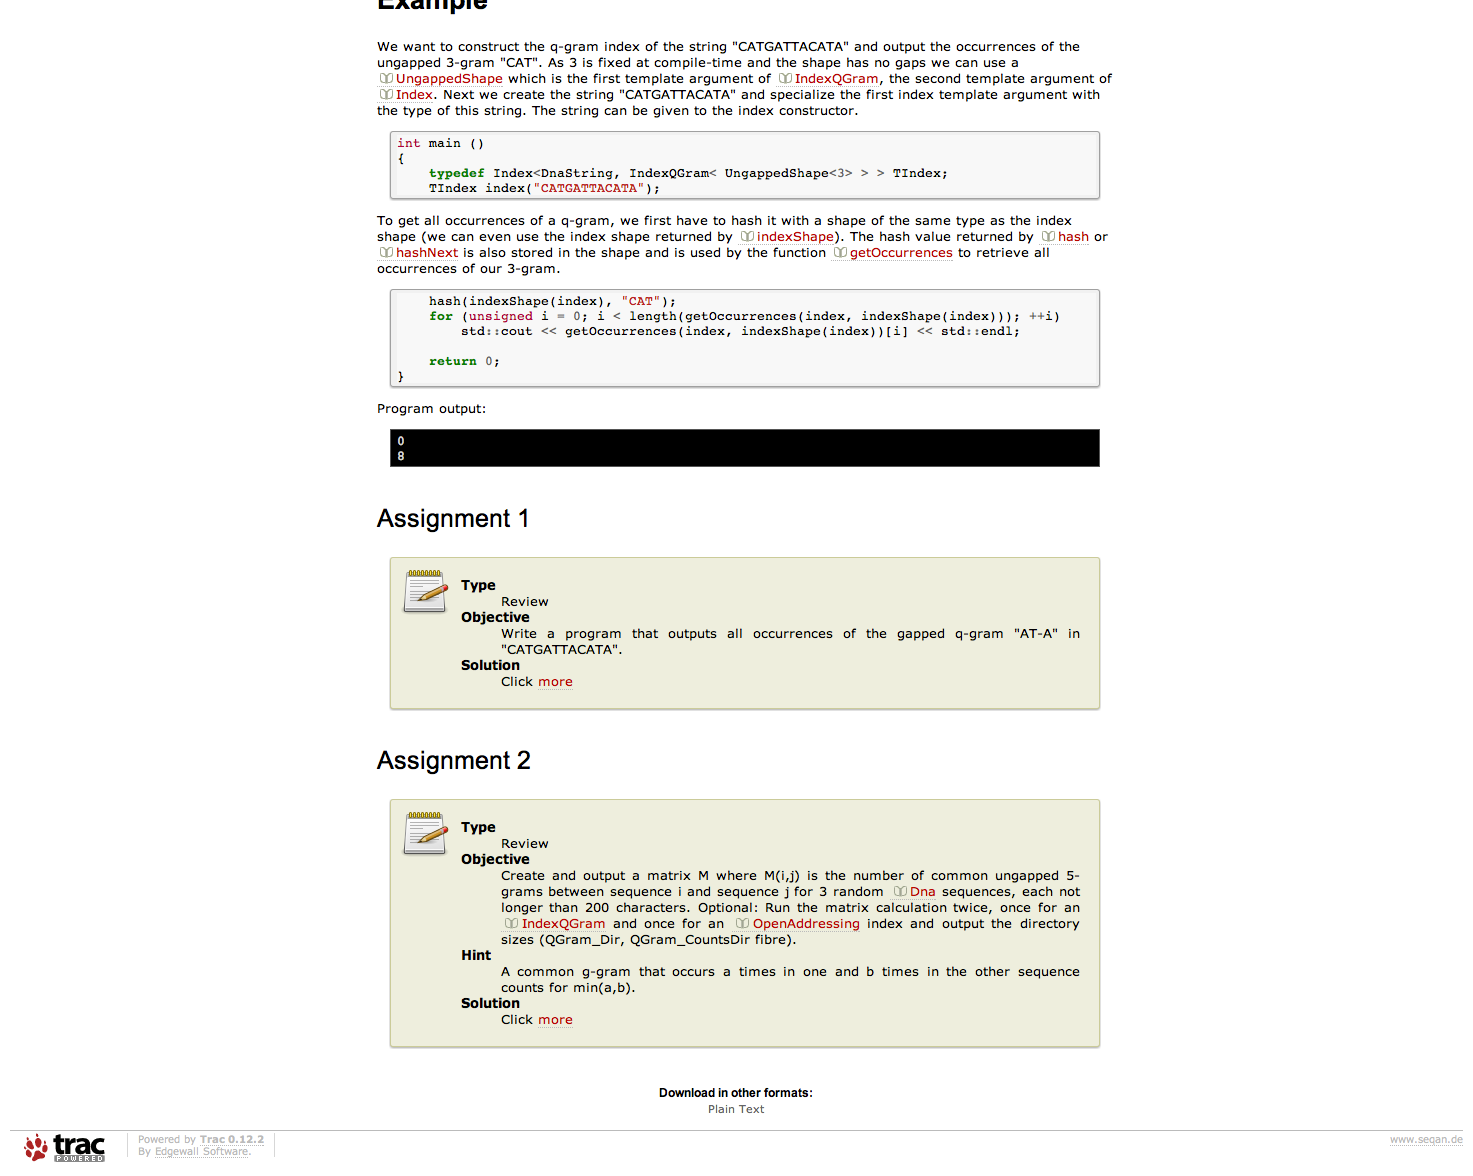 Example
We want to construct the q-gram index of the string "CATGATTACATA" and output the occurrences of the
ungapped 3-gram "CAT". As 3 is fixed at compile-time and the shape has no gaps we can use a
UngappedShape which is the first template argument of IndexQGram, the second template argument of
Index. Next we create the string "CATGATTACATA" and specialize the first index template argument with
the type of this string. The string can be given to the index constructor.
int main ()
{
    typedef Index<DnaString, IndexQGram< UngappedShape<3> > > TIndex;
    TIndex index("CATGATTACATA");
To get all occurrences of a q-gram, we first have to hash it with a shape of the same type as the index
shape (we can even use the index shape returned by indexShape). The hash value returned by hash or
hashNext is also stored in the shape and is used by the function getOccurrences to retrieve all
occurrences of our 3-gram.
    hash(indexShape(index), "CAT");
    for (unsigned i = 0; i < length(getOccurrences(index, indexShape(index))); ++i)
        std::cout << getOccurrences(index, indexShape(index))[i] << std::endl;
    return 0;
}
Program output:
0
8
Assignment 1
Type
Review
Objective
Write a program that outputs all occurrences of the gapped q-gram "AT-A" in
"CATGATTACATA".
Solution
Click more
Assignment 2
Type
Review
Objective
Create and output a matrix M where M(i,j) is the number of common ungapped 5-
grams between sequence i and sequence j for 3 random Dna sequences, each not
longer than 200 characters. Optional: Run the matrix calculation twice, once for an
IndexQGram and once for an OpenAddressing index and output the directory
sizes (QGram_Dir, QGram_CountsDir fibre).
Hint
A common g-gram that occurs a times in one and b times in the other sequence
counts for min(a,b).
Solution
Click more
Download in other formats:
Plain Text
trac
POWERED
Powered by Trac 0.12.2
By Edgewall Software.
www.seqan.de